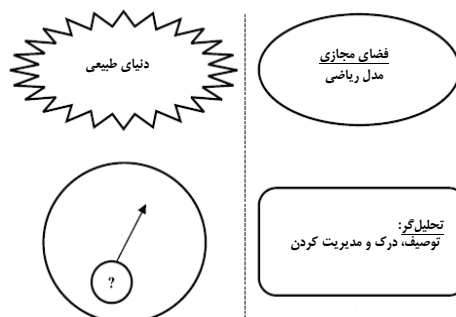 فضای مجازی
مدل ریاضی
دنیای طبیعی
تحلیل‌گر:
توصیف، درک و مدیریت کردن
?